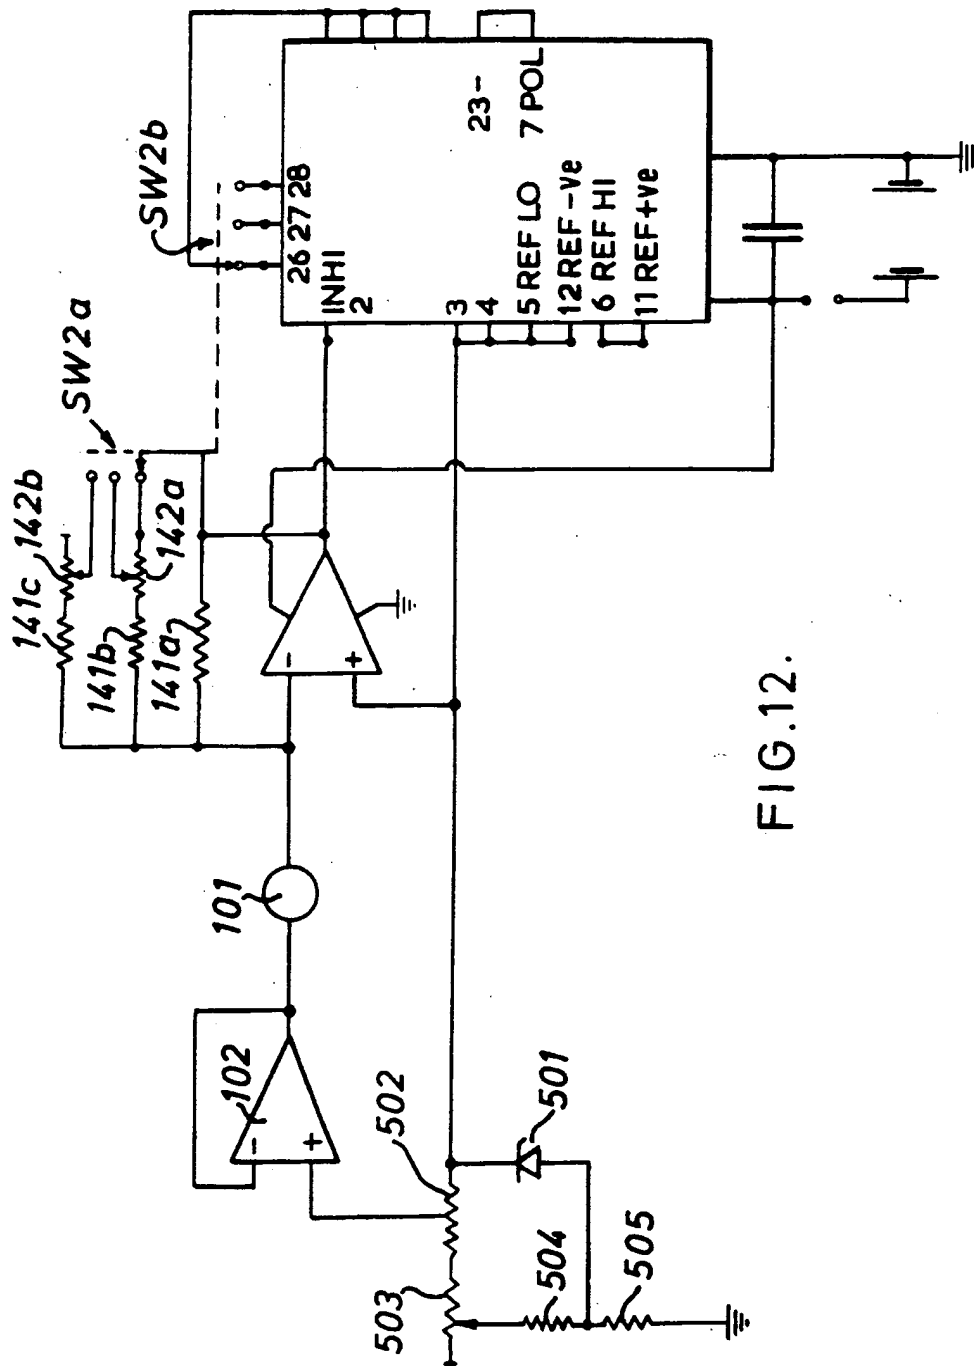 SW2b
SW2a
141c
142b
141b
142a
141a
101
102
502
503
501
504
505
-
+
-
+
26 27 28
INHI
2
3
4
5 REF LO
12 REF -Ve
6 REF HI
11 REF +ve
23 -
7 POL
FIG.12.